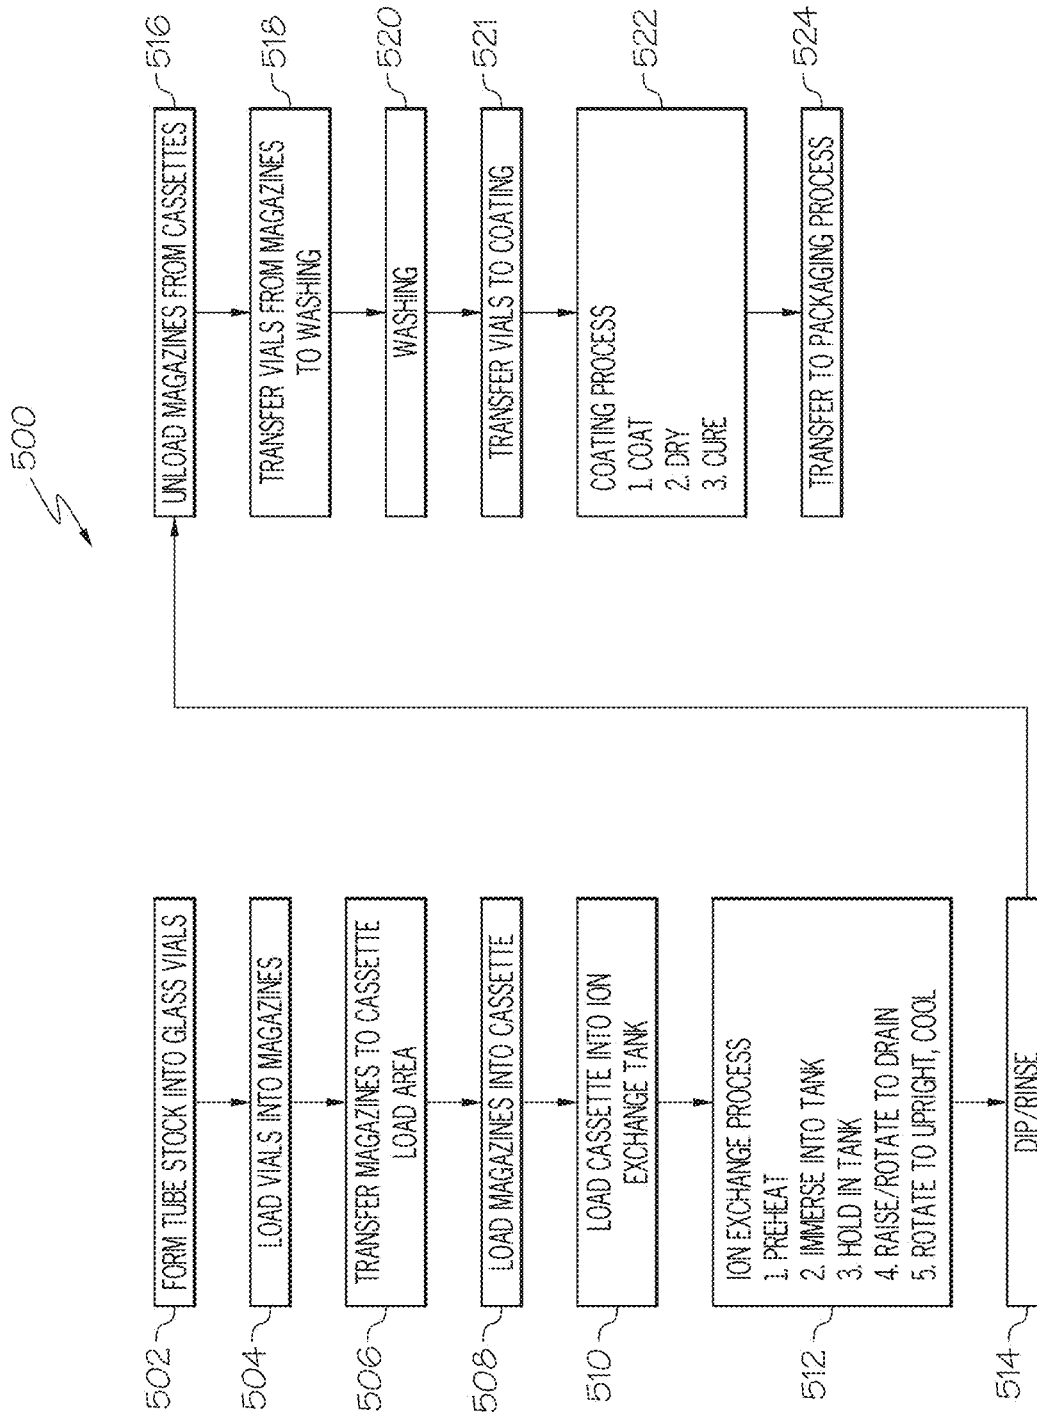 500
502
FORM TUBE STOCK INTO GLASS VIALS
504
LOAD VIALS INTO MAGAZINES
506
TRANSFER MAGAZINES TO CASSETTE
LOAD AREA
508
LOAD MAGAZINES INTO CASSETTE
510
LOAD CASSETTE INTO ION
EXCHANGE TANK
512
ION EXCHANGE PROCESS
1. PREHEAT
2. IMMERSE INTO TANK
3. HOLD IN TANK
4. RAISE/ROTATE TO DRAIN
5. ROTATE TO UPRIGHT, COOL
514
DIP/RINSE
UNLOAD MAGAZINES FROM CASSETTES
516
TRANSFER VIALS FROM MAGAZINES
TO WASHING
518
WASHING
520
TRANSFER VIALS TO COATING
521
COATING PROCESS
1. COAT
2. DRY
3. CURE
522
TRANSFER TO PACKAGING PROCESS
524